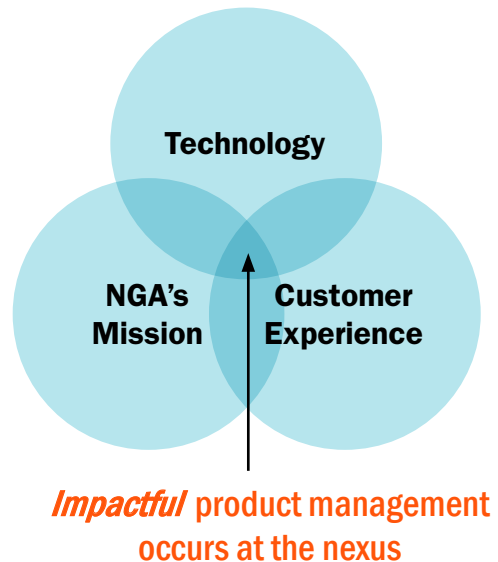 Technology
NGA's
Mission
Customer
Experience
Impactful product management
occurs at the nexus